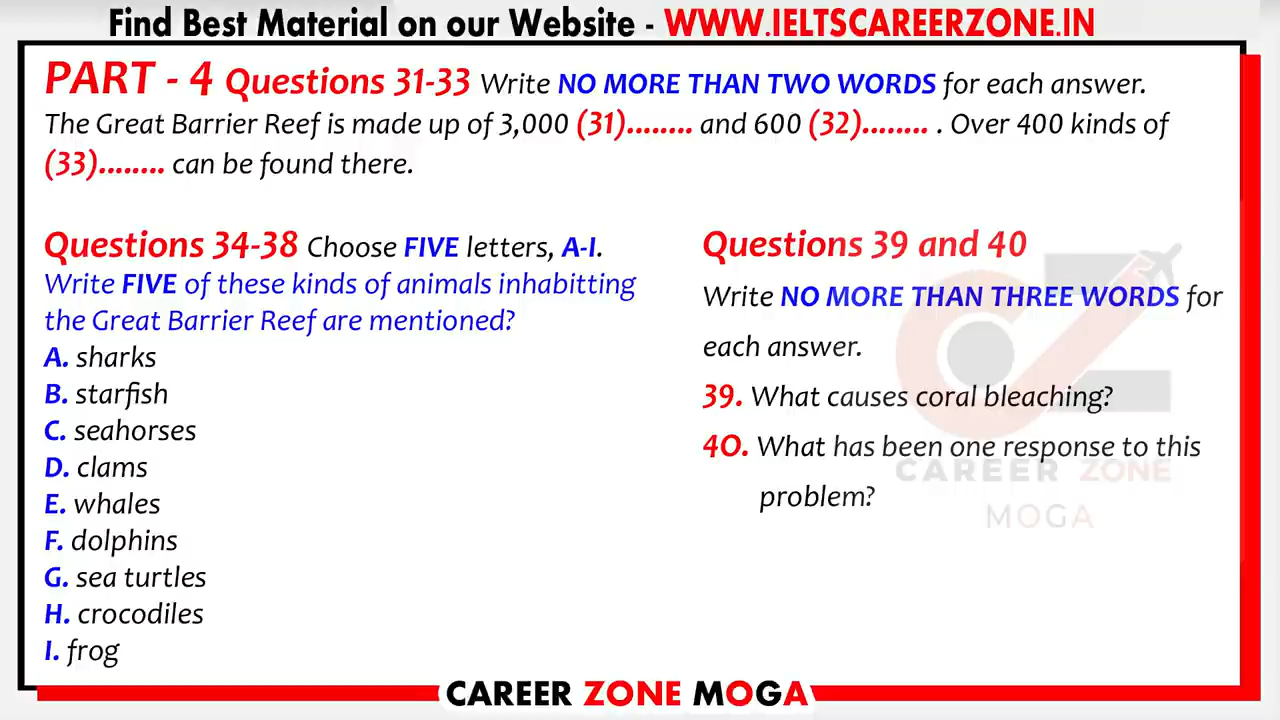 Find Best Material on our Website - WWW.IELTSCAREERZONE.IN
PART - 4 Questions 31-33 Write NO MORE THAN TWO WORDS for each answer.
The Great Barrier Reef is made up of 3,000 (31)........ and 600 (32)........ . Over 400 kinds of
(33)........ can be found there.
Questions 34-38 Choose FIVE letters, A-I.
Write FIVE of these kinds of animals inhabitting
the Great Barrier Reef are mentioned?
A. sharks
B. starfish
C. seahorses
D. clams
E. whales
F. dolphins
G. sea turtles
H. crocodiles
I. frog
Questions 39 and 40
Write NO MORE THAN THREE WORDS for
each answer.
39. What causes coral bleaching?
40. What has been one response to this
problem?
CAREER ZONE
MOGA
CAREER ZONE MOGA